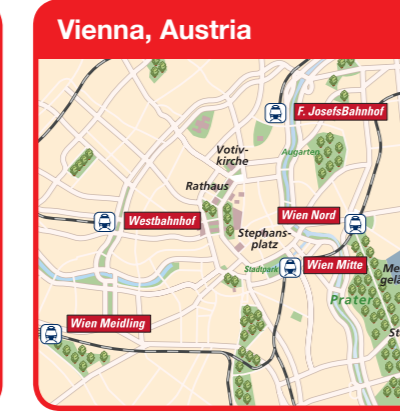 Vienna, Austria
F. JosefsBahnhof
Votiv-
kirche
Augarten
Rathaus
Westbahnhof
Wien Nord
Stephans-
platz
Stadtpark
Wien Mitte
Prater
Wien Meidling